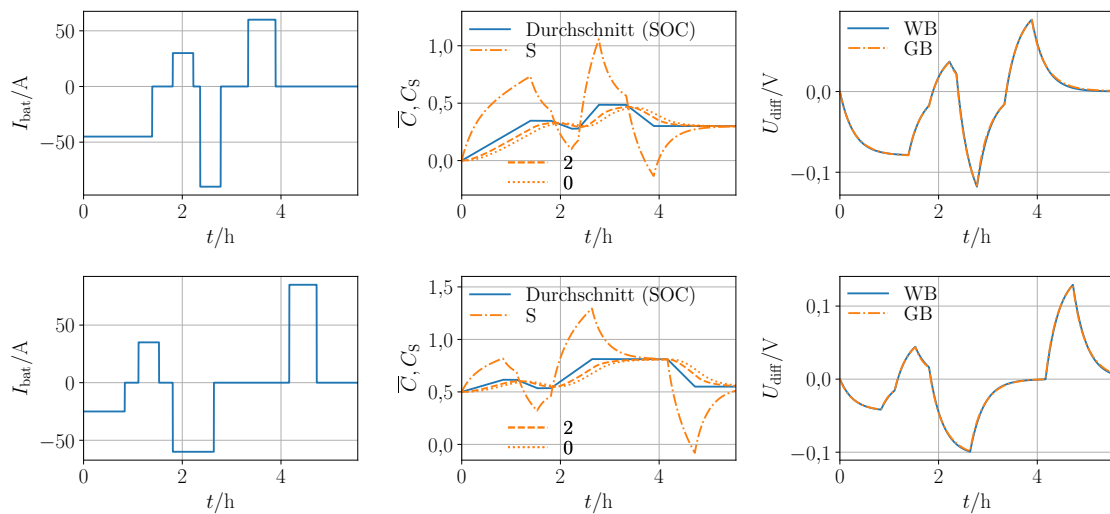 I_bat/A
50
0
−50
0
2
4
t/h
C̅, C_S
1,0
0,5
0,0
Durchschnitt (SOC)
S
2
0
0
2
4
t/h
U_diff/V
0,0
−0,1
WB
GB
0
2
4
t/h
I_bat/A
50
0
−50
0
2
4
t/h
C̅, C_S
1,5
1,0
0,5
0,0
Durchschnitt (SOC)
S
2
0
0
2
4
t/h
U_diff/V
0,1
0,0
−0,1
WB
GB
0
2
4
t/h